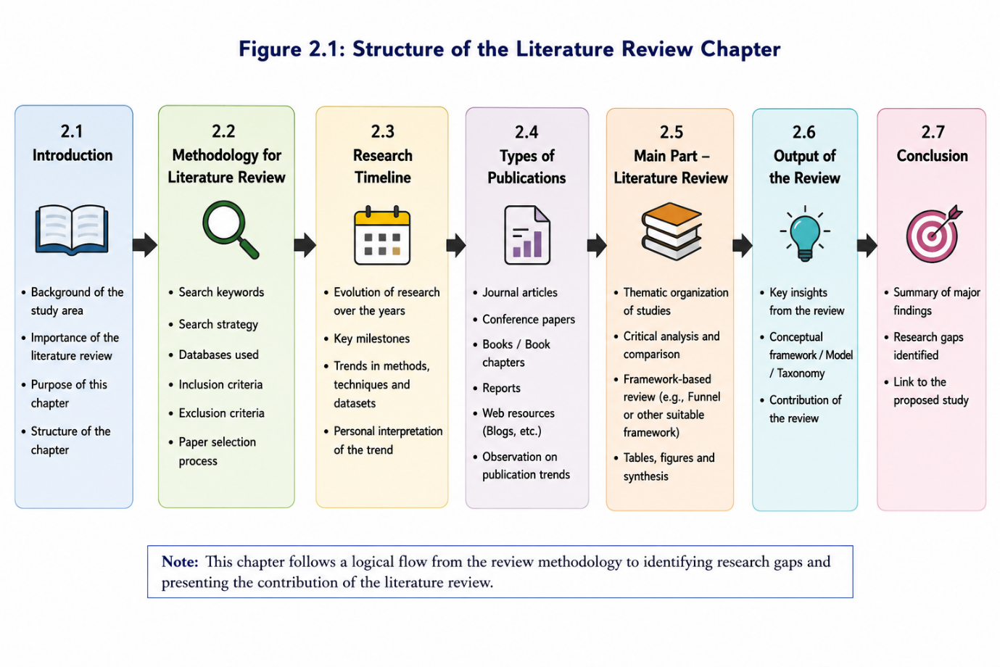 Figure 2.1: Structure of the Literature Review Chapter
2.1
Introduction
• Background of the
study area
• Importance of the
literature review
• Purpose of this
chapter
• Structure of the
chapter
2.2
Methodology for
Literature Review
• Search keywords
• Search strategy
• Databases used
• Inclusion criteria
• Exclusion criteria
• Paper selection
process
2.3
Research
Timeline
• Evolution of research
over the years
• Key milestones
• Trends in methods,
techniques and
datasets
• Personal interpretation
of the trend
2.4
Types of
Publications
• Journal articles
• Conference papers
• Books / Book
chapters
• Reports
• Web resources
(Blogs, etc.)
• Observation on
publication trends
2.5
Main Part –
Literature Review
• Thematic organization
of studies
• Critical analysis and
comparison
• Framework-based
review (e.g., Funnel
or other suitable
framework)
• Tables, figures and
synthesis
2.6
Output of
the Review
• Key insights
from the review
• Conceptual
framework / Model
/ Taxonomy
• Contribution of
the review
2.7
Conclusion
• Summary of major
findings
• Research gaps
identified
• Link to the
proposed study
Note: This chapter follows a logical flow from the review methodology to identifying research gaps and
presenting the contribution of the literature review.